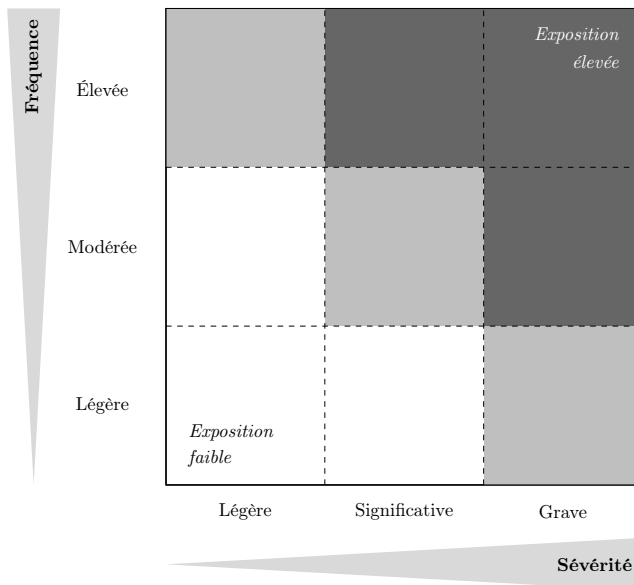 Fréquence
Exposition
élevée
Élevée
Modérée
Légère
Exposition
faible
Légère
Significative
Grave
Sévérité